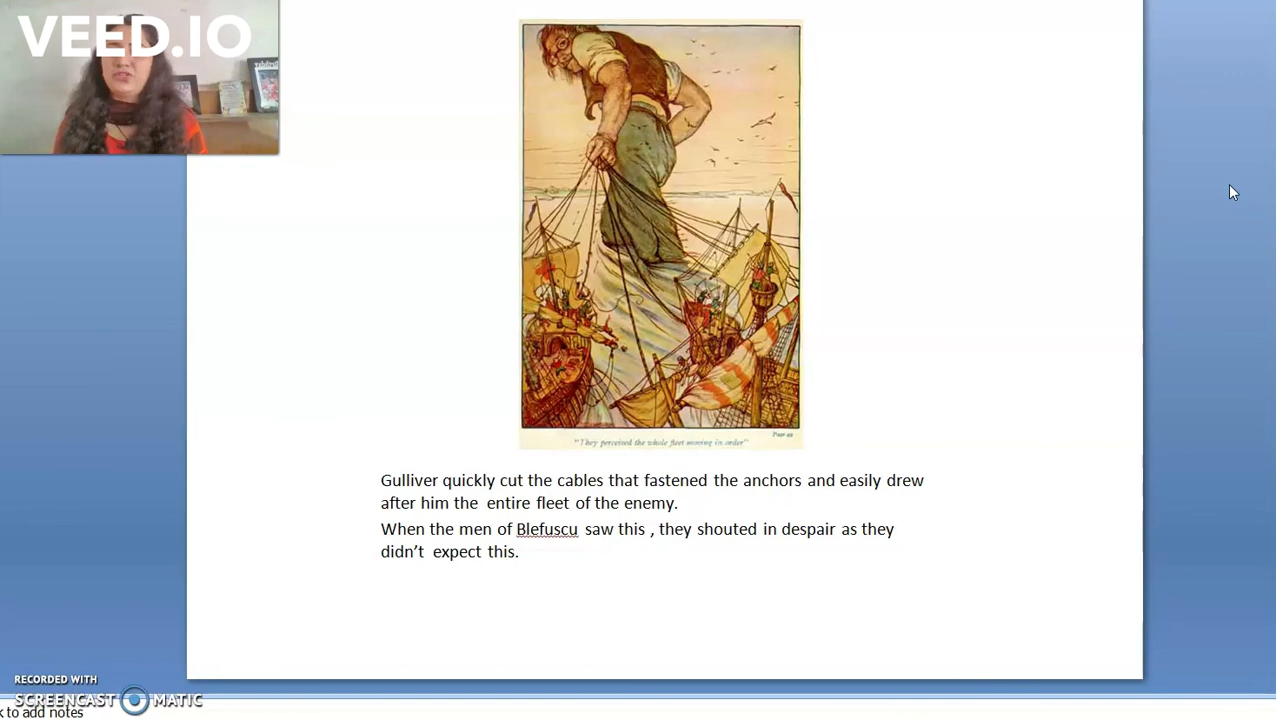 VEED.IO
"They perceived the whole fleet moving in order"
Gulliver quickly cut the cables that fastened the anchors and easily drew
after him the entire fleet of the enemy.
When the men of Blefuscu saw this , they shouted in despair as they
didn't expect this.
RECORDED WITH
SCREENCAST MATIC
k to add notes